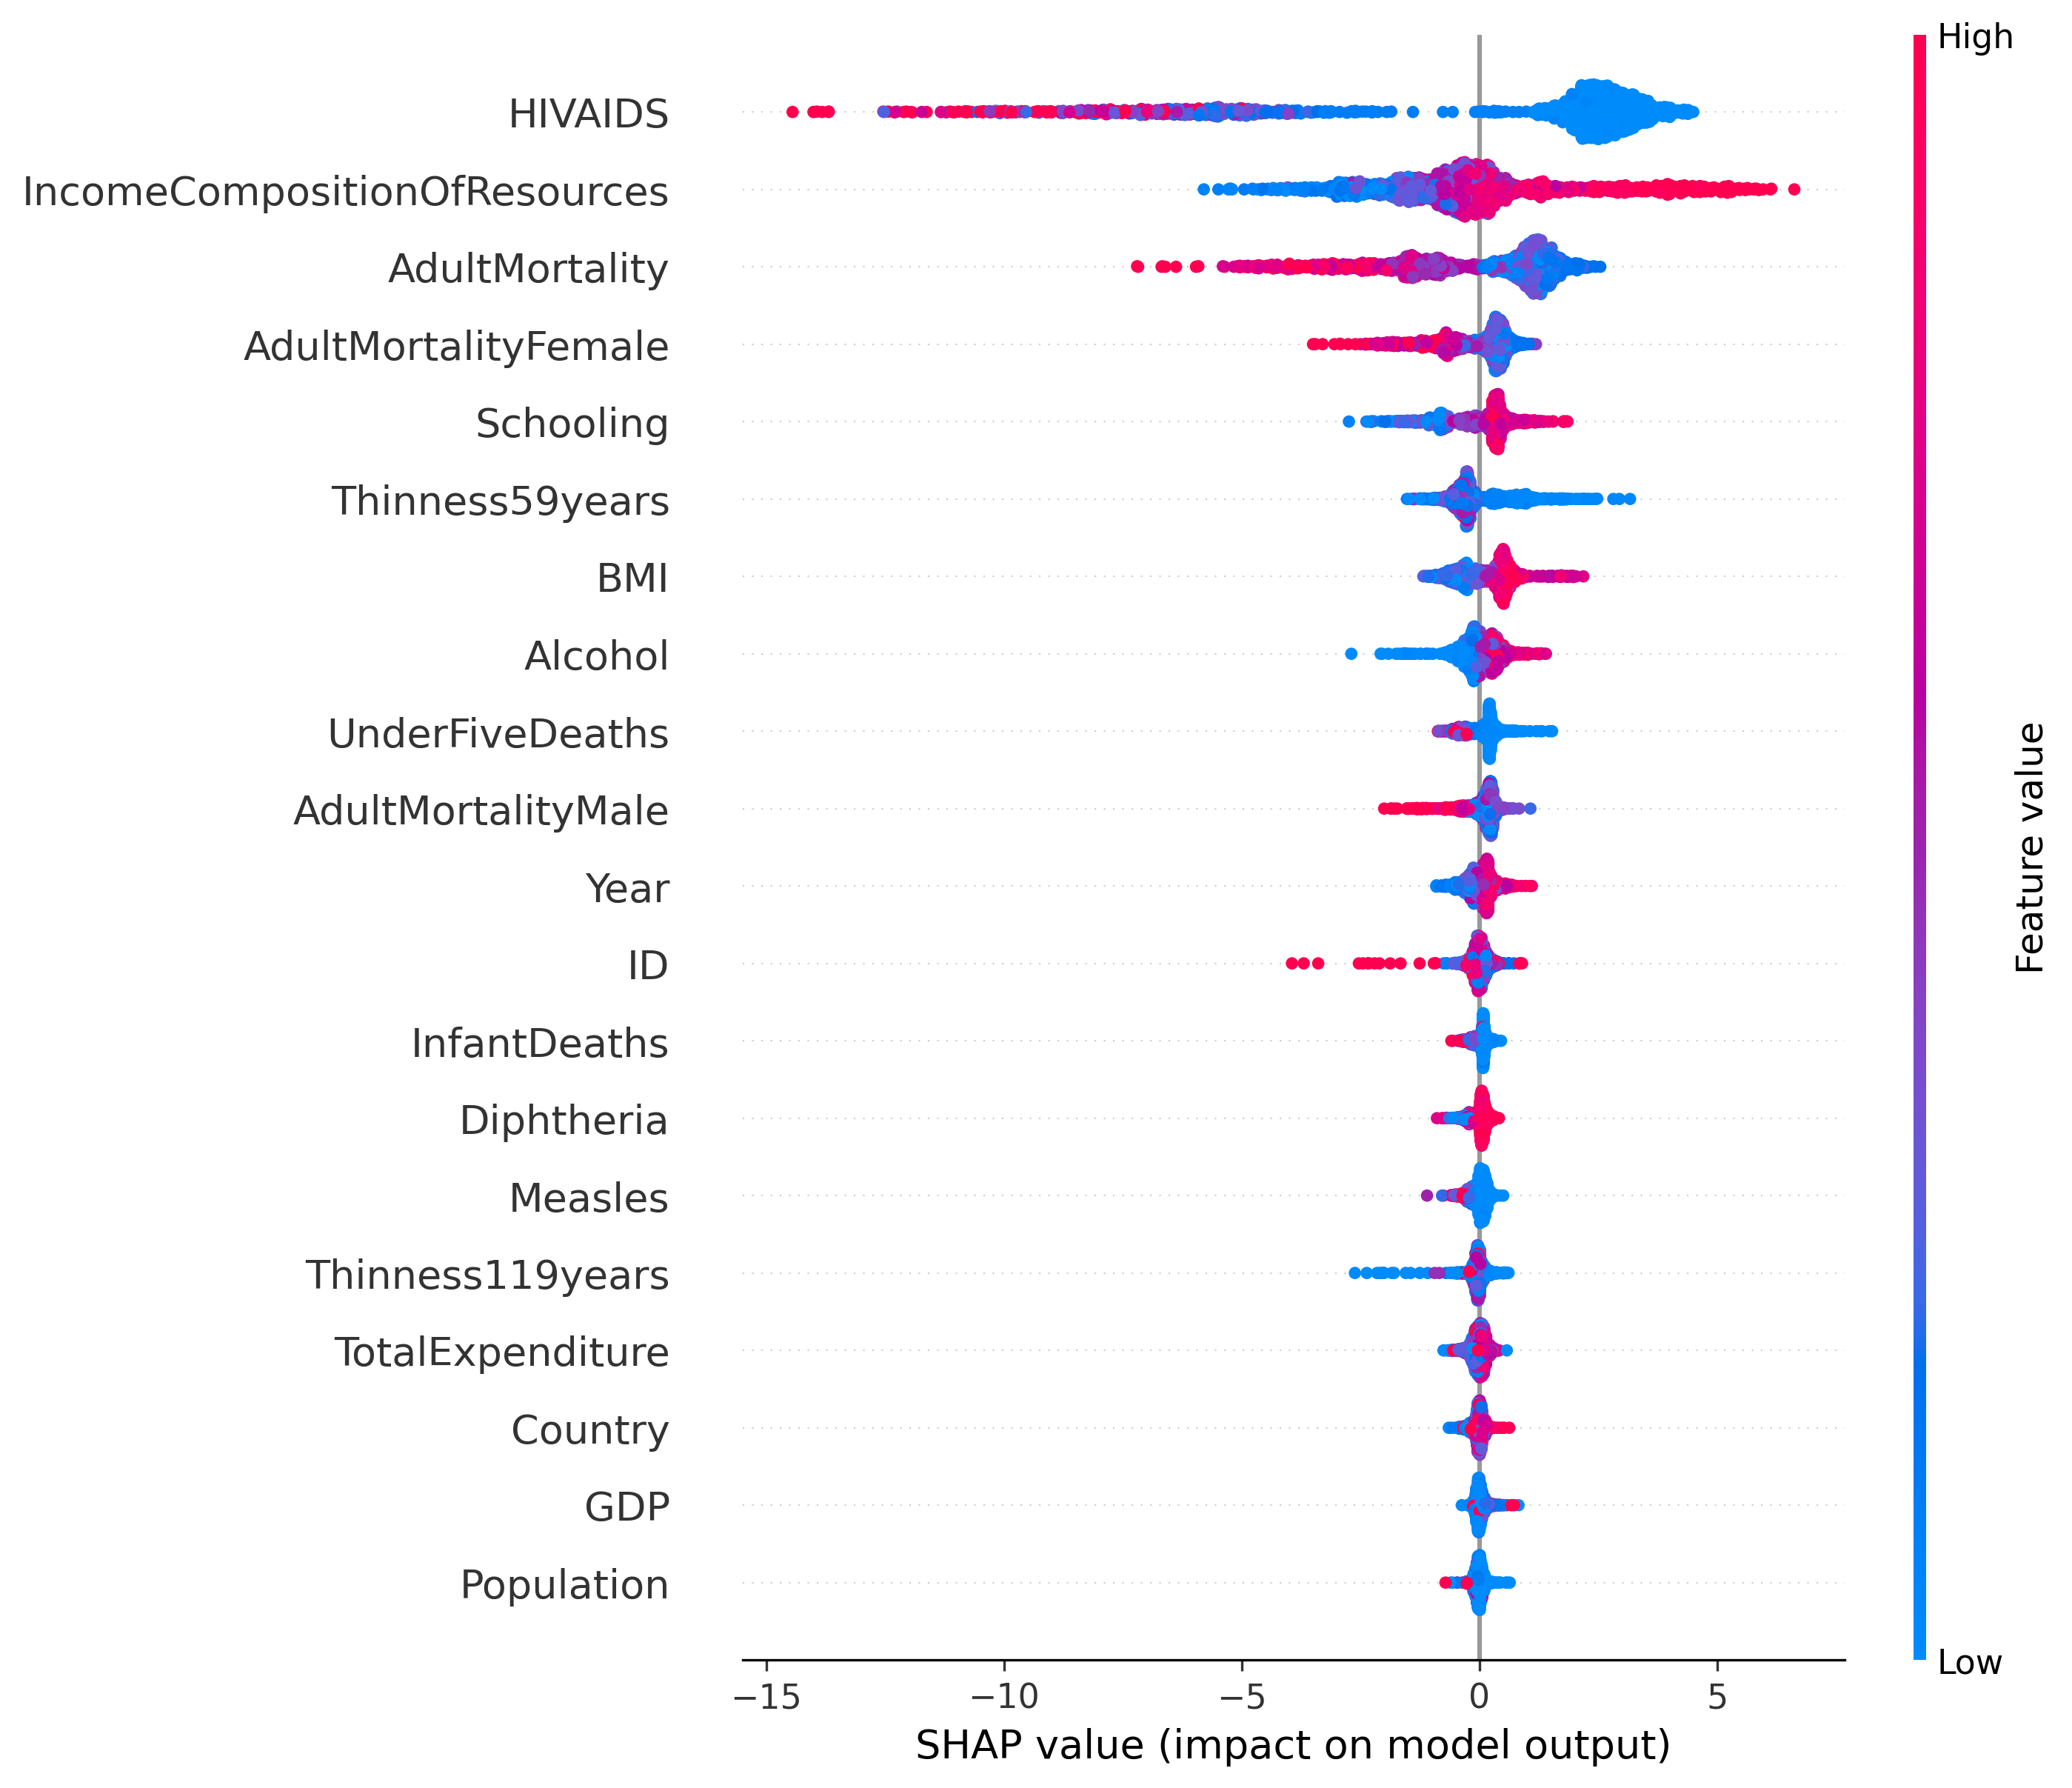 High
HIVAIDS
IncomeCompositionOfResources
AdultMortality
AdultMortalityFemale
Schooling
Thinness59years
BMI
Alcohol
UnderFiveDeaths
AdultMortalityMale
Year
ID
InfantDeaths
Diphtheria
Measles
Thinness119years
TotalExpenditure
Country
GDP
Population
Feature value
Low
−15 −10 −5 0 5
SHAP value (impact on model output)